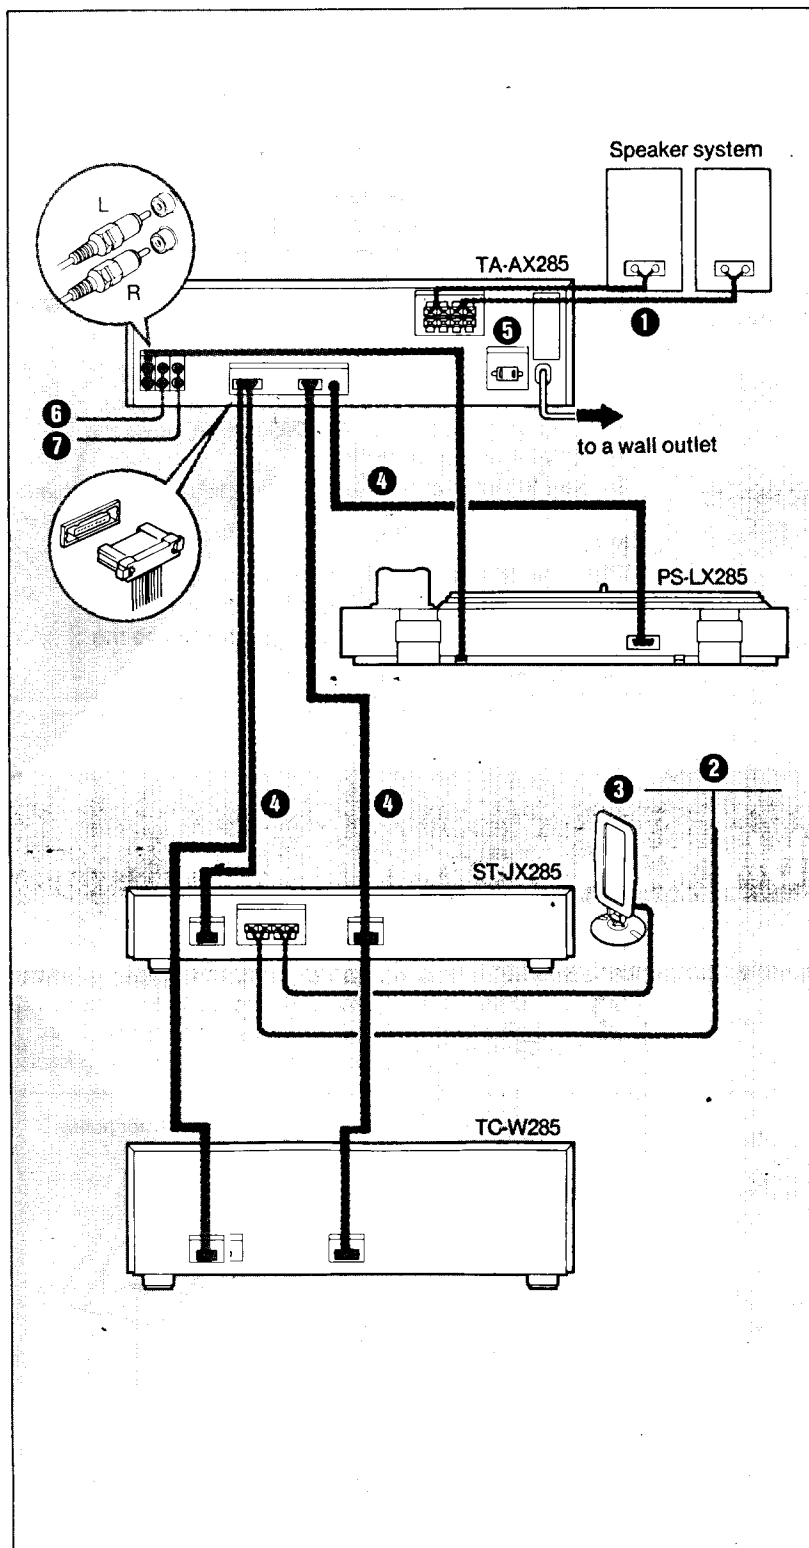 Speaker system
L
R
TA-AX285
5
1
6
7
to a wall outlet
4
PS-LX285
2
3
4
4
ST-JX285
TC-W285